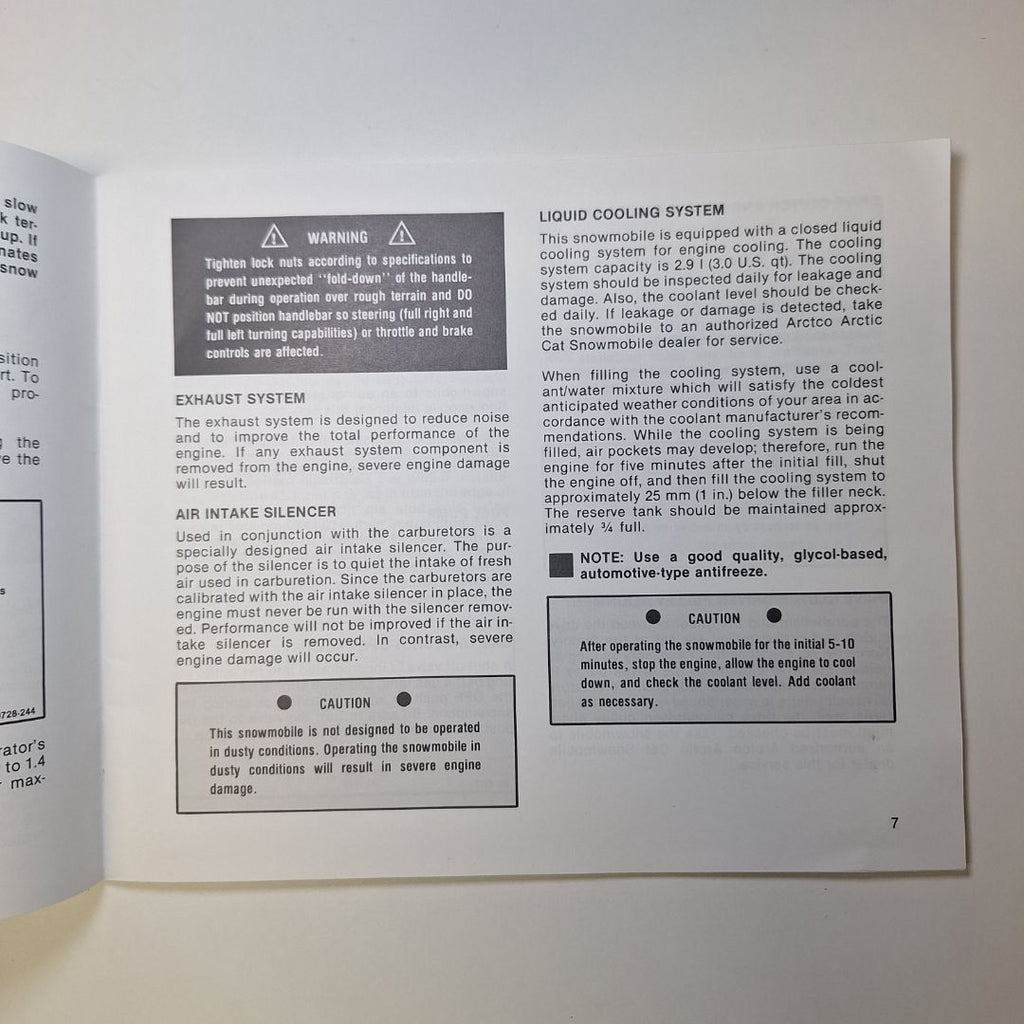 slow
k ter-
up. If
nates
snow
sition
rt. To
pro-
the
e the
s
728-244
rator's
to 1.4
max-
WARNING
Tighten lock nuts according to specifications to
prevent unexpected "fold-down" of the handle-
bar during operation over rough terrain and DO
NOT position handlebar so steering (full right and
full left turning capabilities) or throttle and brake
controls are affected.
EXHAUST SYSTEM
The exhaust system is designed to reduce noise
and to improve the total performance of the
engine. If any exhaust system component is
removed from the engine, severe engine damage
will result.
AIR INTAKE SILENCER
Used in conjunction with the carburetors is a
specially designed air intake silencer. The pur-
pose of the silencer is to quiet the intake of fresh
air used in carburetion. Since the carburetors are
calibrated with the air intake silencer in place, the
engine must never be run with the silencer remov-
ed. Performance will not be improved if the air in-
take silencer is removed. In contrast, severe
engine damage will occur.
CAUTION
This snowmobile is not designed to be operated
in dusty conditions. Operating the snowmobile in
dusty conditions will result in severe engine
damage.
LIQUID COOLING SYSTEM
This snowmobile is equipped with a closed liquid
cooling system for engine cooling. The cooling
system capacity is 2.9 l (3.0 U.S. qt). The cooling
system should be inspected daily for leakage and
damage. Also, the coolant level should be check-
ed daily. If leakage or damage is detected, take
the snowmobile to an authorized Arctco Arctic
Cat Snowmobile dealer for service.
When filling the cooling system, use a cool-
ant/water mixture which will satisfy the coldest
anticipated weather conditions of your area in ac-
cordance with the coolant manufacturer's recom-
mendations. While the cooling system is being
filled, air pockets may develop; therefore, run the
engine for five minutes after the initial fill, shut
the engine off, and then fill the cooling system to
approximately 25 mm (1 in.) below the filler neck.
The reserve tank should be maintained approx-
imately ¾ full.
NOTE: Use a good quality, glycol-based,
automotive-type antifreeze.
CAUTION
After operating the snowmobile for the initial 5-10
minutes, stop the engine, allow the engine to cool
down, and check the coolant level. Add coolant
as necessary.
7